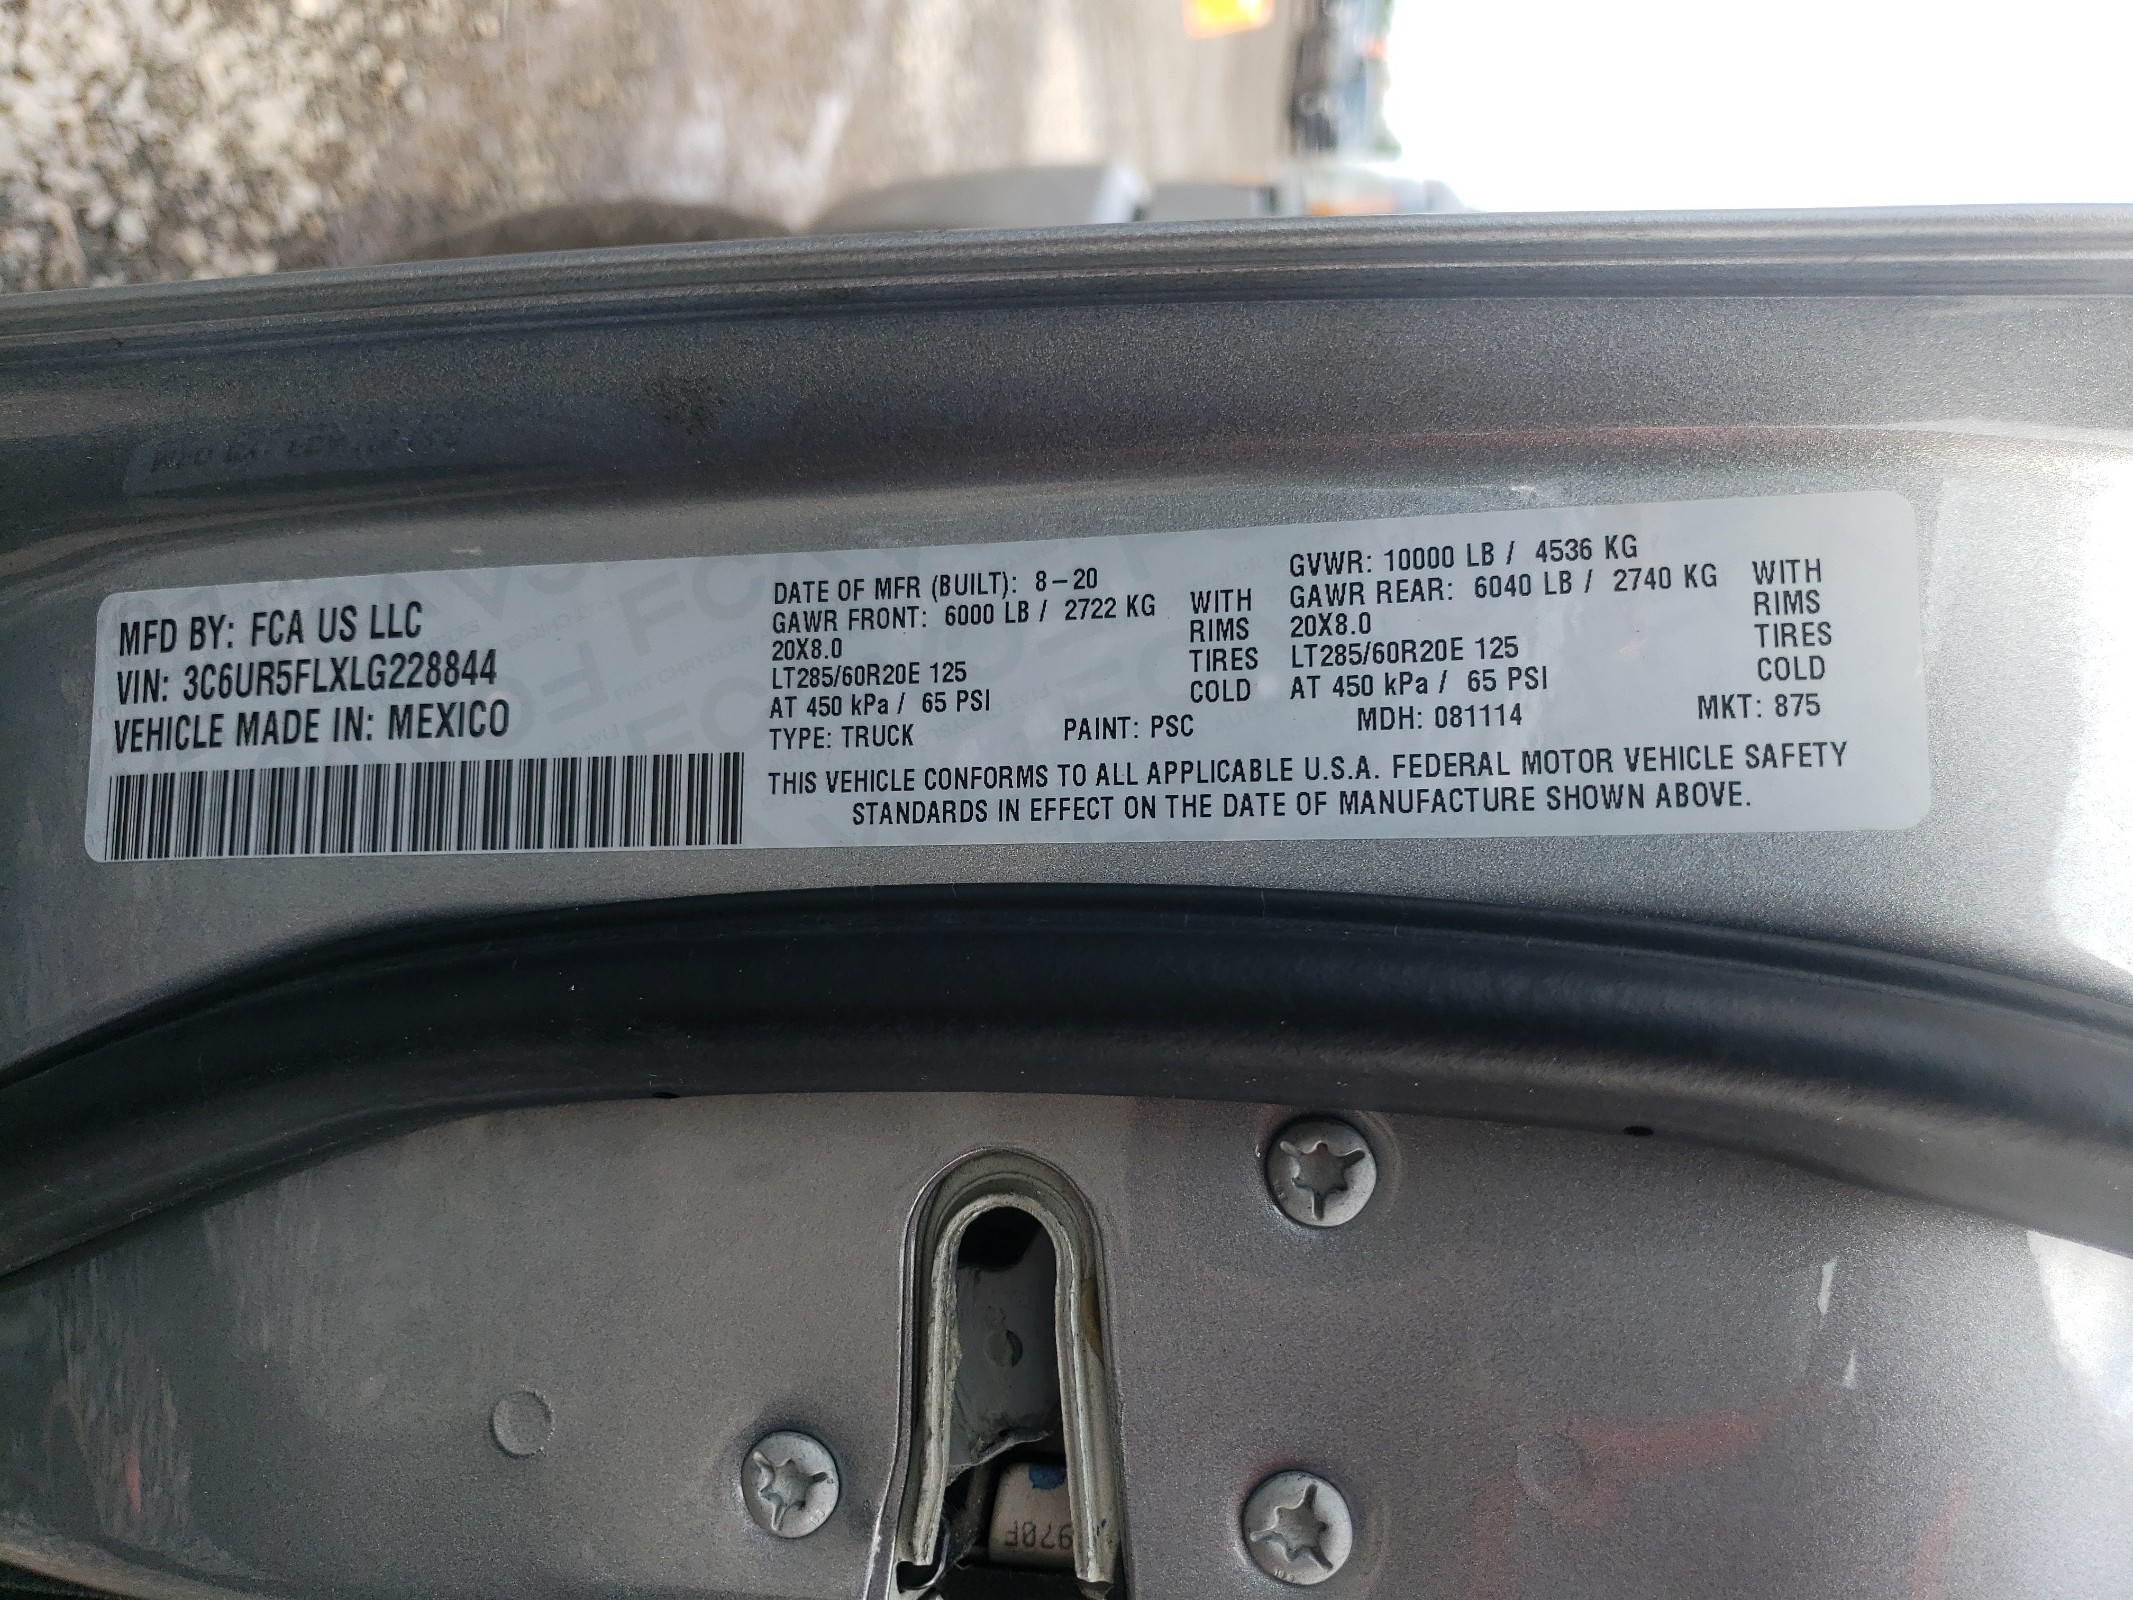 MFD BY: FCA US LLC
VIN: 3C6UR5FLXLG228844
VEHICLE MADE IN: MEXICO
DATE OF MFR (BUILT): 8-20
GAWR FRONT: 6000 LB / 2722 KG WITH
20X8.0 RIMS
LT285/60R20E 125 TIRES
AT 450 kPa / 65 PSI COLD
GVWR: 10000 LB / 4536 KG
GAWR REAR: 6040 LB / 2740 KG WITH
20X8.0 RIMS
LT285/60R20E 125 TIRES
AT 450 kPa / 65 PSI COLD
TYPE: TRUCK PAINT: PSC MDH: 081114 MKT: 875
THIS VEHICLE CONFORMS TO ALL APPLICABLE U.S.A. FEDERAL MOTOR VEHICLE SAFETY
STANDARDS IN EFFECT ON THE DATE OF MANUFACTURE SHOWN ABOVE.
970F